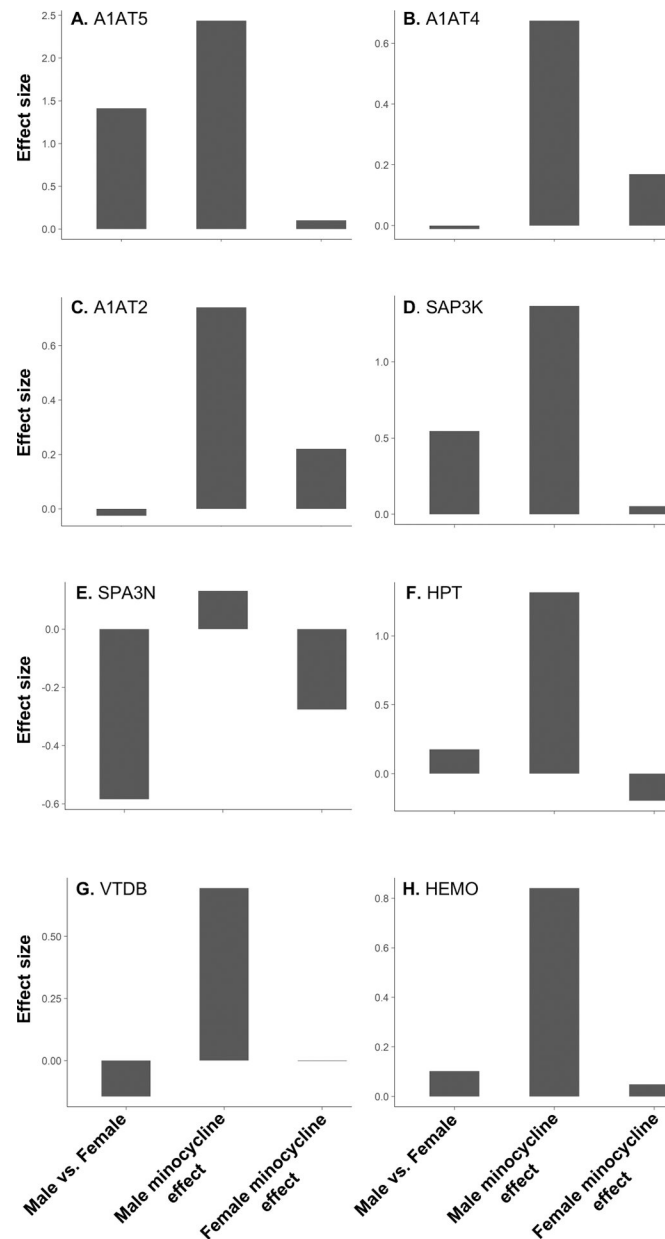 A. A1AT5
B. A1AT4
2.5
2.0
1.5
1.0
0.5
0.0
Effect size
0.6
0.4
0.2
0.0
C. A1AT2
D. SAP3K
0.6
0.4
0.2
0.0
Effect size
1.0
0.5
0.0
E. SPA3N
F. HPT
0.0
-0.2
-0.4
-0.6
1.0
0.5
0.0
G. VTDB
H. HEMO
0.50
0.25
0.00
Effect size
0.8
0.6
0.4
0.2
0.0
Male vs. Female
Male minocycline
effect
Female minocycline
effect
Male vs. Female
Male minocycline
effect
Female minocycline
effect